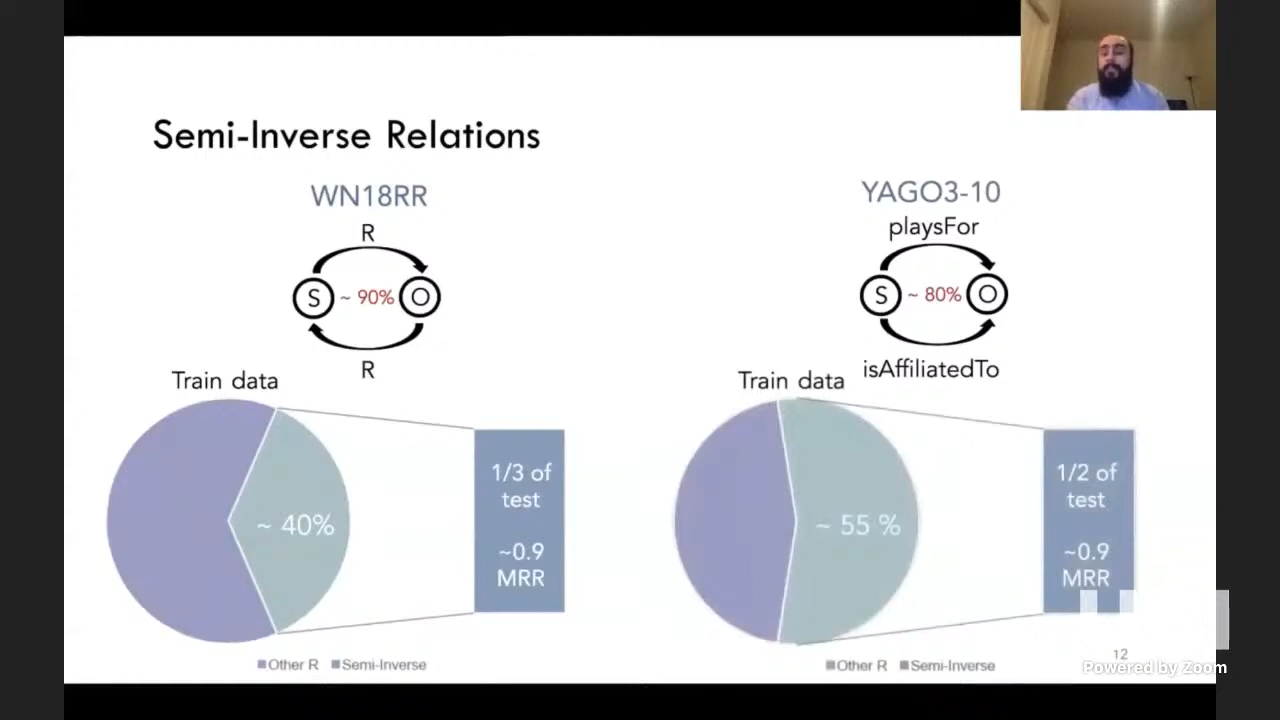 Semi-Inverse Relations
WN18RR
R
S ~ 90% O
R
Train data
~ 40%
1/3 of
test
~0.9
MRR
Other R Semi-Inverse
YAGO3-10
playsFor
S ~ 80% O
isAffiliatedTo
Train data
~ 55 %
1/2 of
test
~0.9
MRR
Other R Semi-Inverse
12
Powered by Zoom